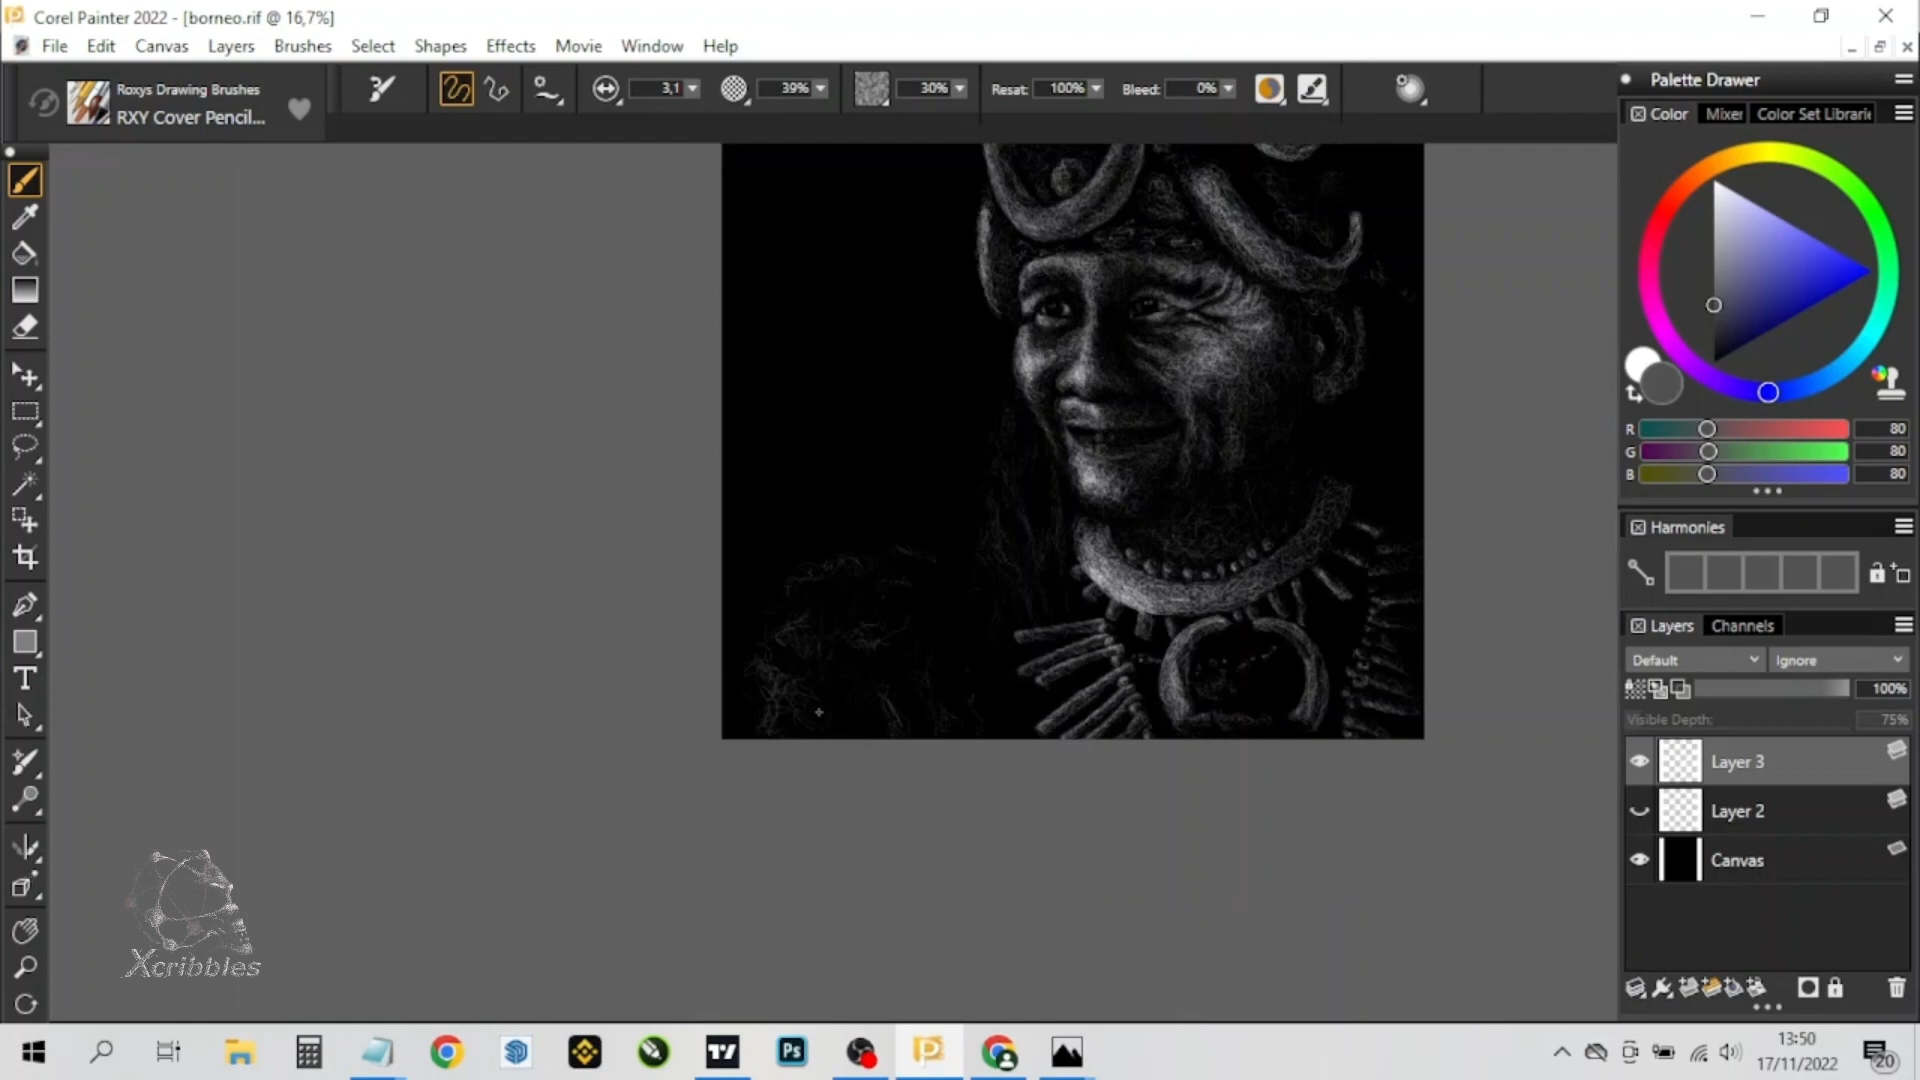 Corel Painter 2022 - [borneo.rif @ 16,7%]
File Edit Canvas Layers Brushes Select Shapes Effects Movie Window Help
Roxys Drawing Brushes
RXY Cover Pencil...
3,1
39%
30%
Resat: 100%
Bleed: 0%
Palette Drawer
Color Mixer Color Set Librarie
R 80
G 80
B 80
Harmonies
Layers Channels
Default Ignore
100%
Visible Depth: 75%
Layer 3
Layer 2
Canvas
T
Xcribbles
Ps
13:50
17/11/2022
20